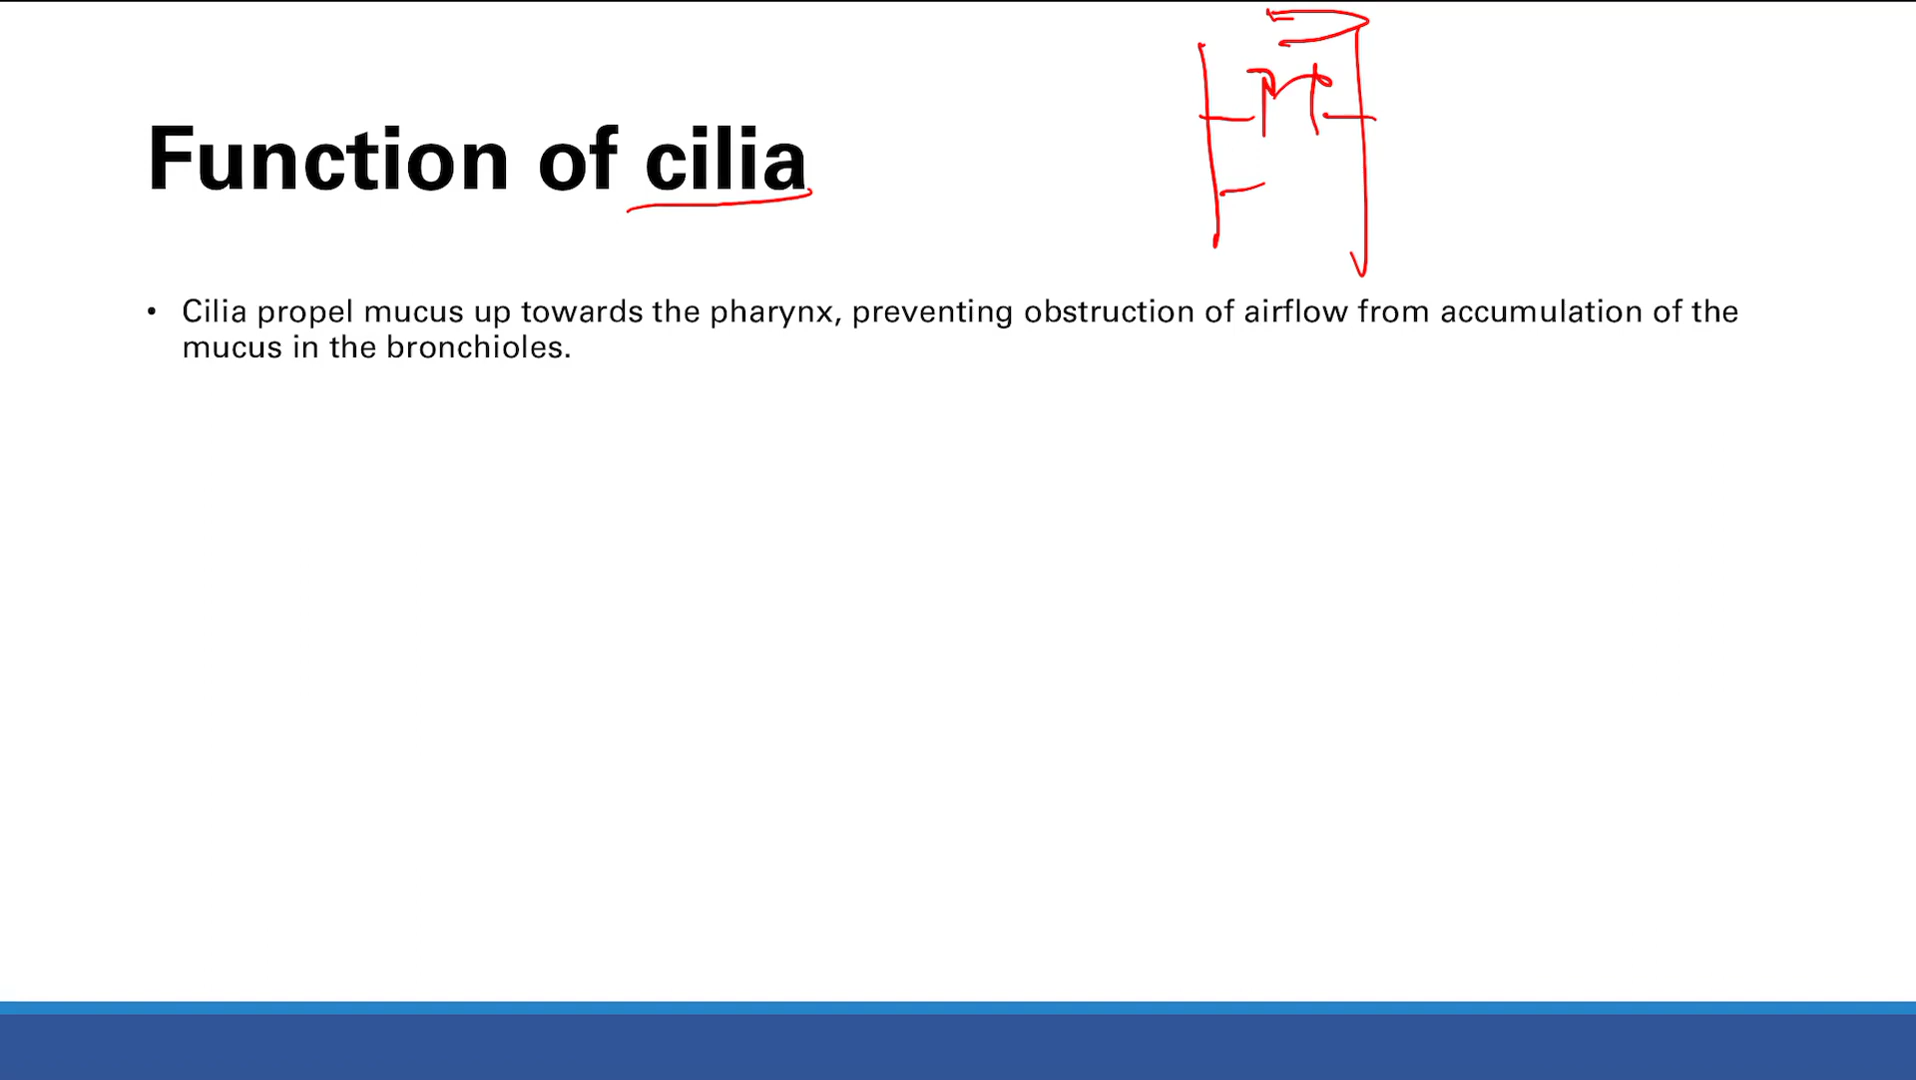 Function of cilia
• Cilia propel mucus up towards the pharynx, preventing obstruction of airflow from accumulation of the
mucus in the bronchioles.